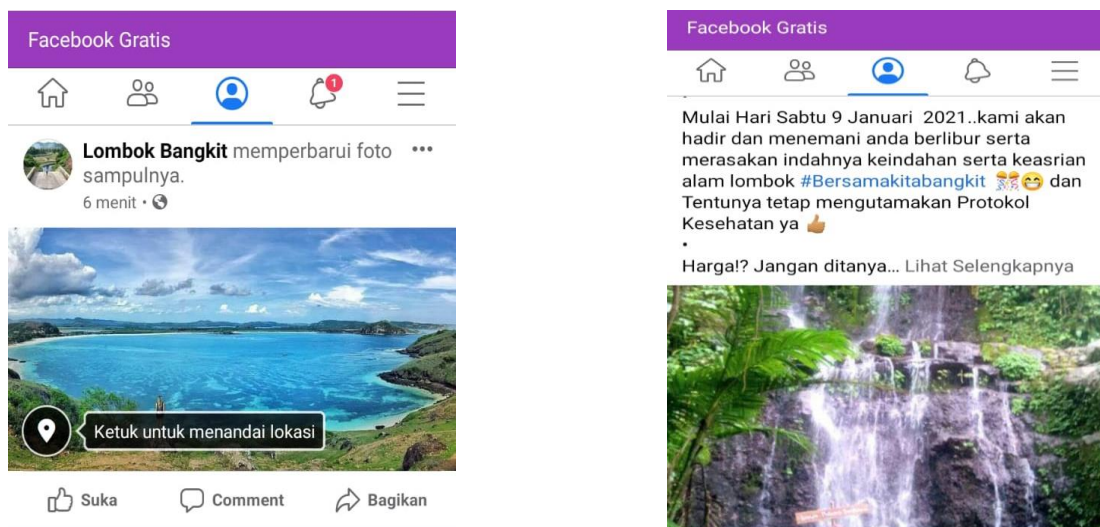 Facebook Gratis
1
Lombok Bangkit memperbarui foto
sampulnya.
6 menit •
Ketuk untuk menandai lokasi
Suka
Comment
Bagikan
Facebook Gratis
Mulai Hari Sabtu 9 Januari 2021..kami akan
hadir dan menemani anda berlibur serta
merasakan indahnya keindahan serta keasrian
alam lombok #Bersamakitabangkit 🎊😁 dan
Tentunya tetap mengutamakan Protokol
Kesehatan ya 👍🏽
•
Harga!? Jangan ditanya... Lihat Selengkapnya